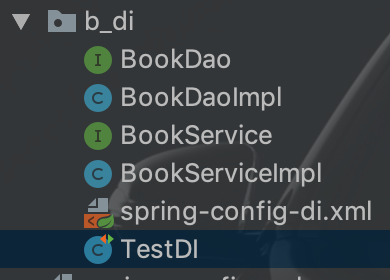 b_di
I BookDao
C BookDaoImpl
I BookService
C BookServiceImpl
spring-config-di.xml
C TestDI